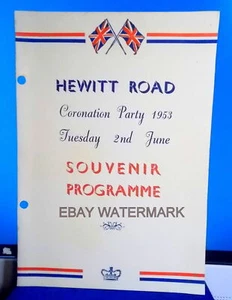 HEWITT ROAD
Coronation Party 1953
Tuesday 2nd June
SOUVENIR
PROGRAMME
EBAY WATERMARK